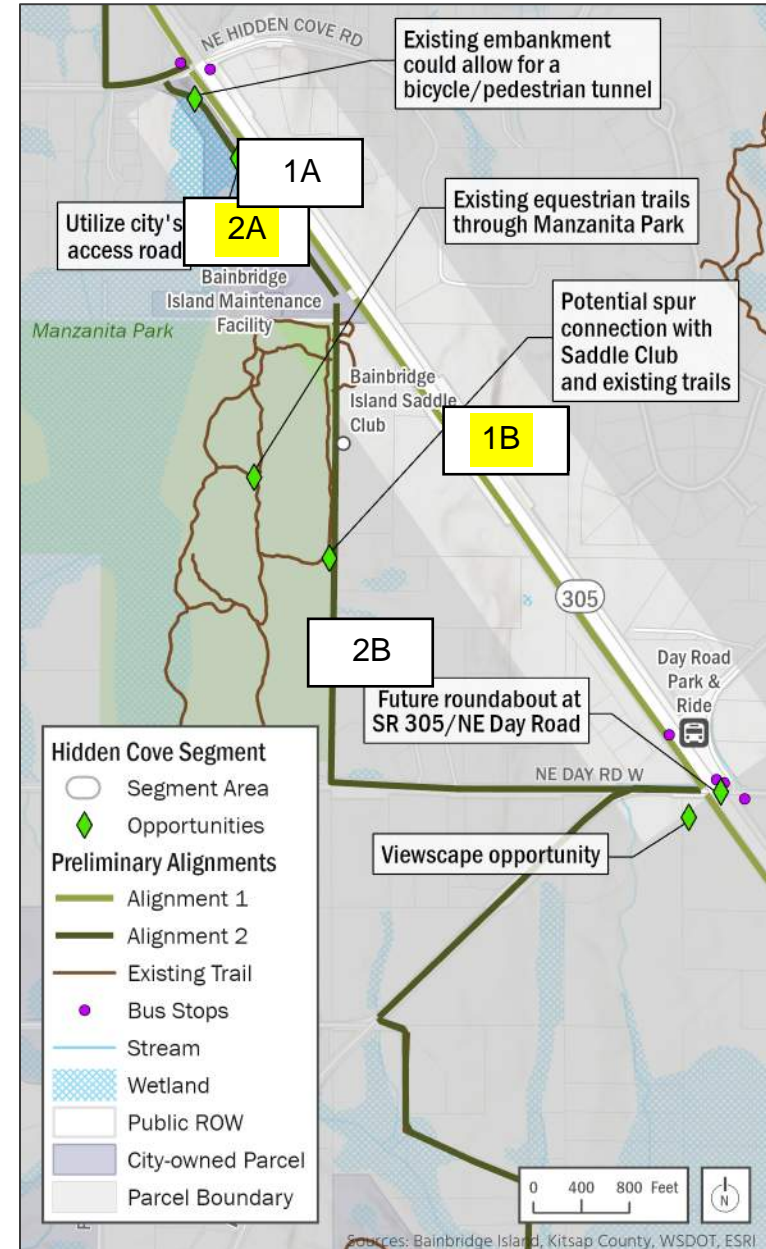 NE HIDDEN COVE RD
Existing embankment
could allow for a
bicycle/pedestrian tunnel
1A
Existing equestrian trails
through Manzanita Park
Utilize city's
access road
2A
Bainbridge
Island Maintenance
Facility
Manzanita Park
Potential spur
connection with
Saddle Club
and existing trails
Bainbridge
Island Saddle
Club
1B
305
2B
Day Road
Park &
Ride
Future roundabout at
SR 305/NE Day Road
NE DAY RD W
Viewscape opportunity
Hidden Cove Segment
Segment Area
Opportunities
Preliminary Alignments
Alignment 1
Alignment 2
Existing Trail
Bus Stops
Stream
Wetland
Public ROW
City-owned Parcel
Parcel Boundary
0 400 800 Feet
N
Sources: Bainbridge Island, Kitsap County, WSDOT, ESRI